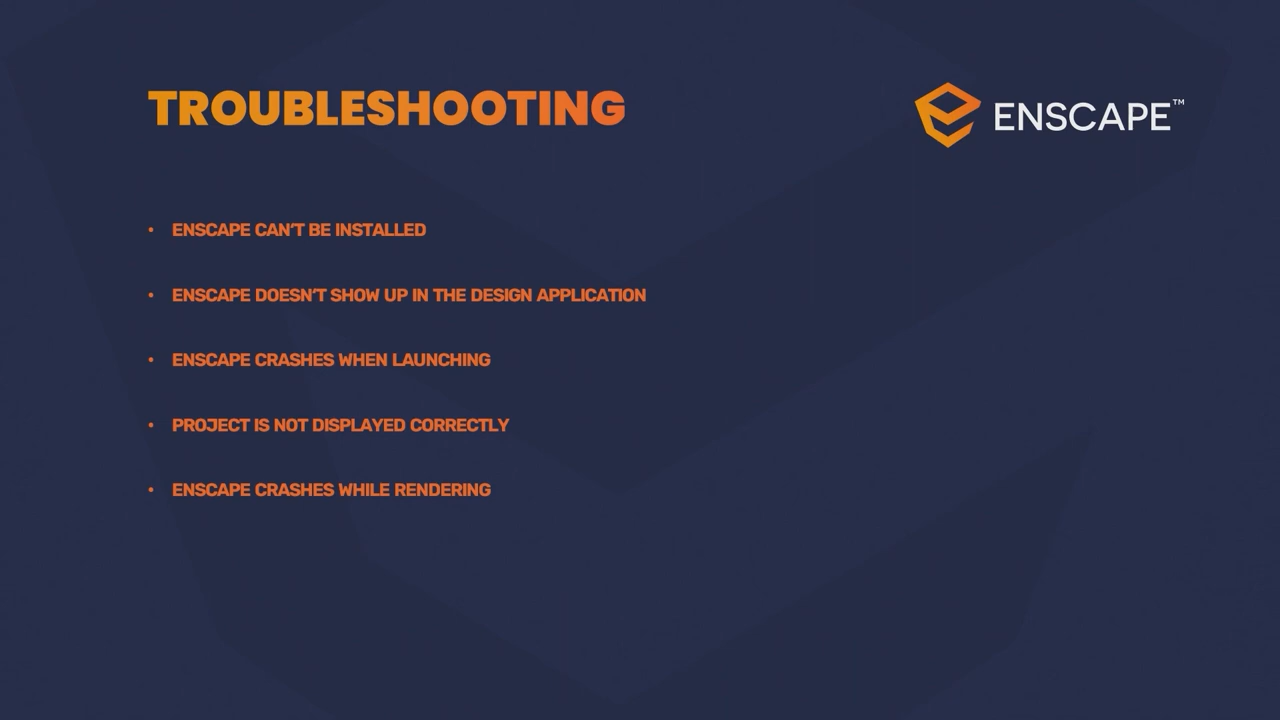 TROUBLESHOOTING
ENSCAPE™
• ENSCAPE CAN'T BE INSTALLED
• ENSCAPE DOESN'T SHOW UP IN THE DESIGN APPLICATION
• ENSCAPE CRASHES WHEN LAUNCHING
• PROJECT IS NOT DISPLAYED CORRECTLY
• ENSCAPE CRASHES WHILE RENDERING